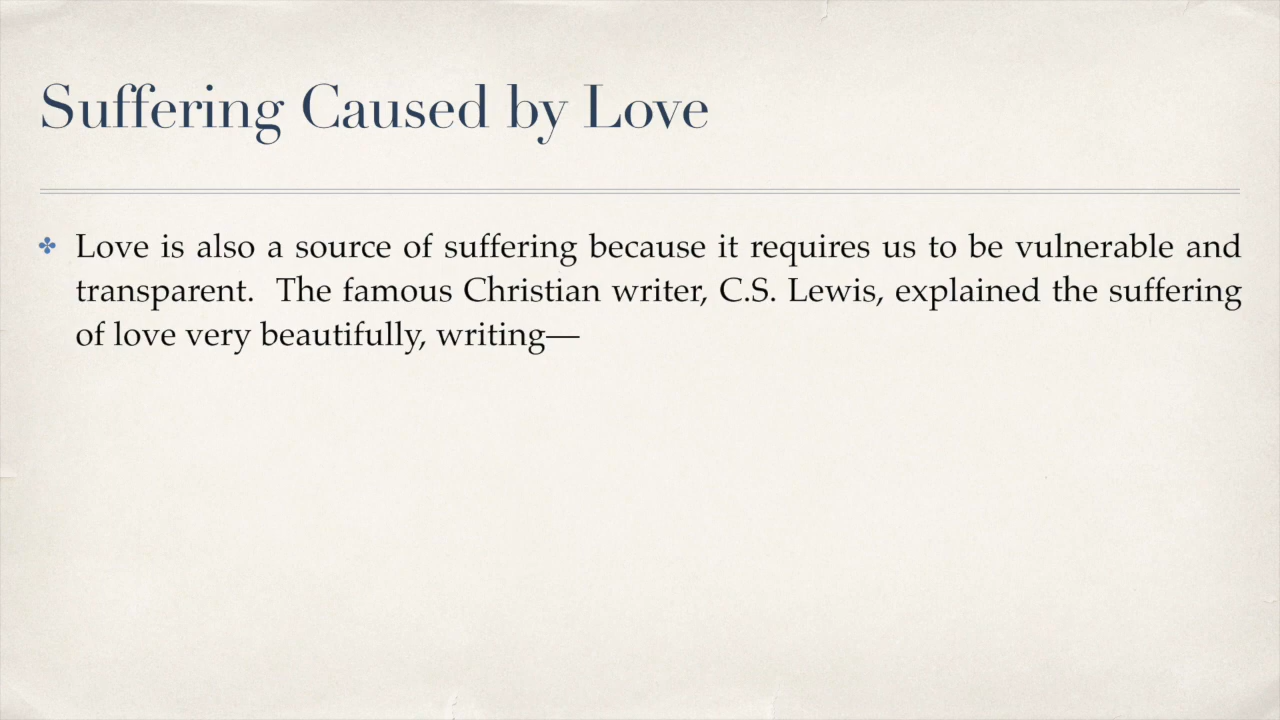 Suffering Caused by Love
Love is also a source of suffering because it requires us to be vulnerable and
transparent.  The famous Christian writer, C.S. Lewis, explained the suffering
of love very beautifully, writing—